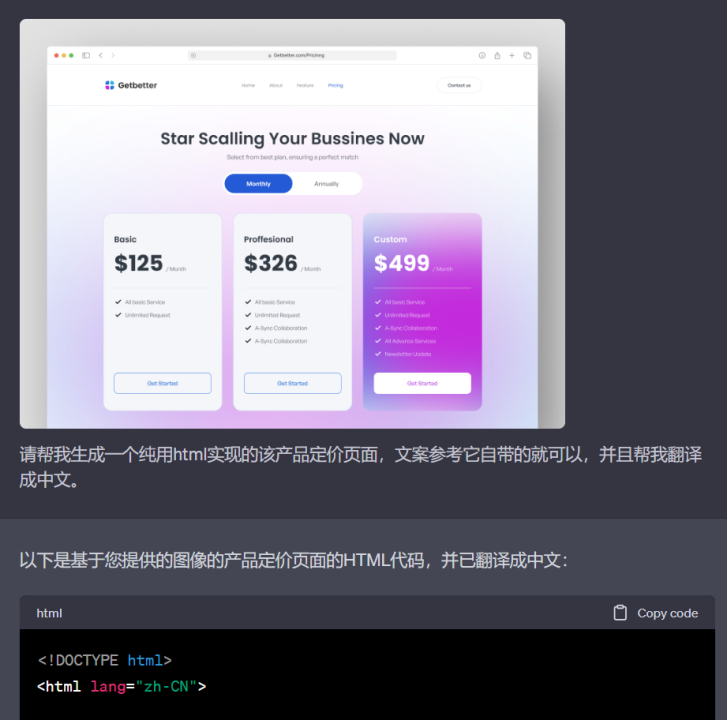 Getbetter.com/Pricinng
Getbetter
Home About Feature Pricing
Contact us
Star Scalling Your Bussines Now
Select from best plan, ensuring a perfect match
Monthly Annually
Basic
$125 / Month
All basic Service
Unlimited Request
Get Started
Proffesional
$326 / Month
All basic Service
Unlimited Request
A-Sync Collaboration
A-Sync Collaboration
Get Started
Custom
$499 / Month
All basic Service
Unlimited Request
A-Sync Collaboration
All Advance Services
Newsletter Update
Get Started
请帮我生成一个纯用html实现的该产品定价页面，文案参考它自带的就可以，并且帮我翻译
成中文。
以下是基于您提供的图像的产品定价页面的HTML代码，并已翻译成中文：
html
Copy code
<!DOCTYPE html>
<html lang="zh-CN">